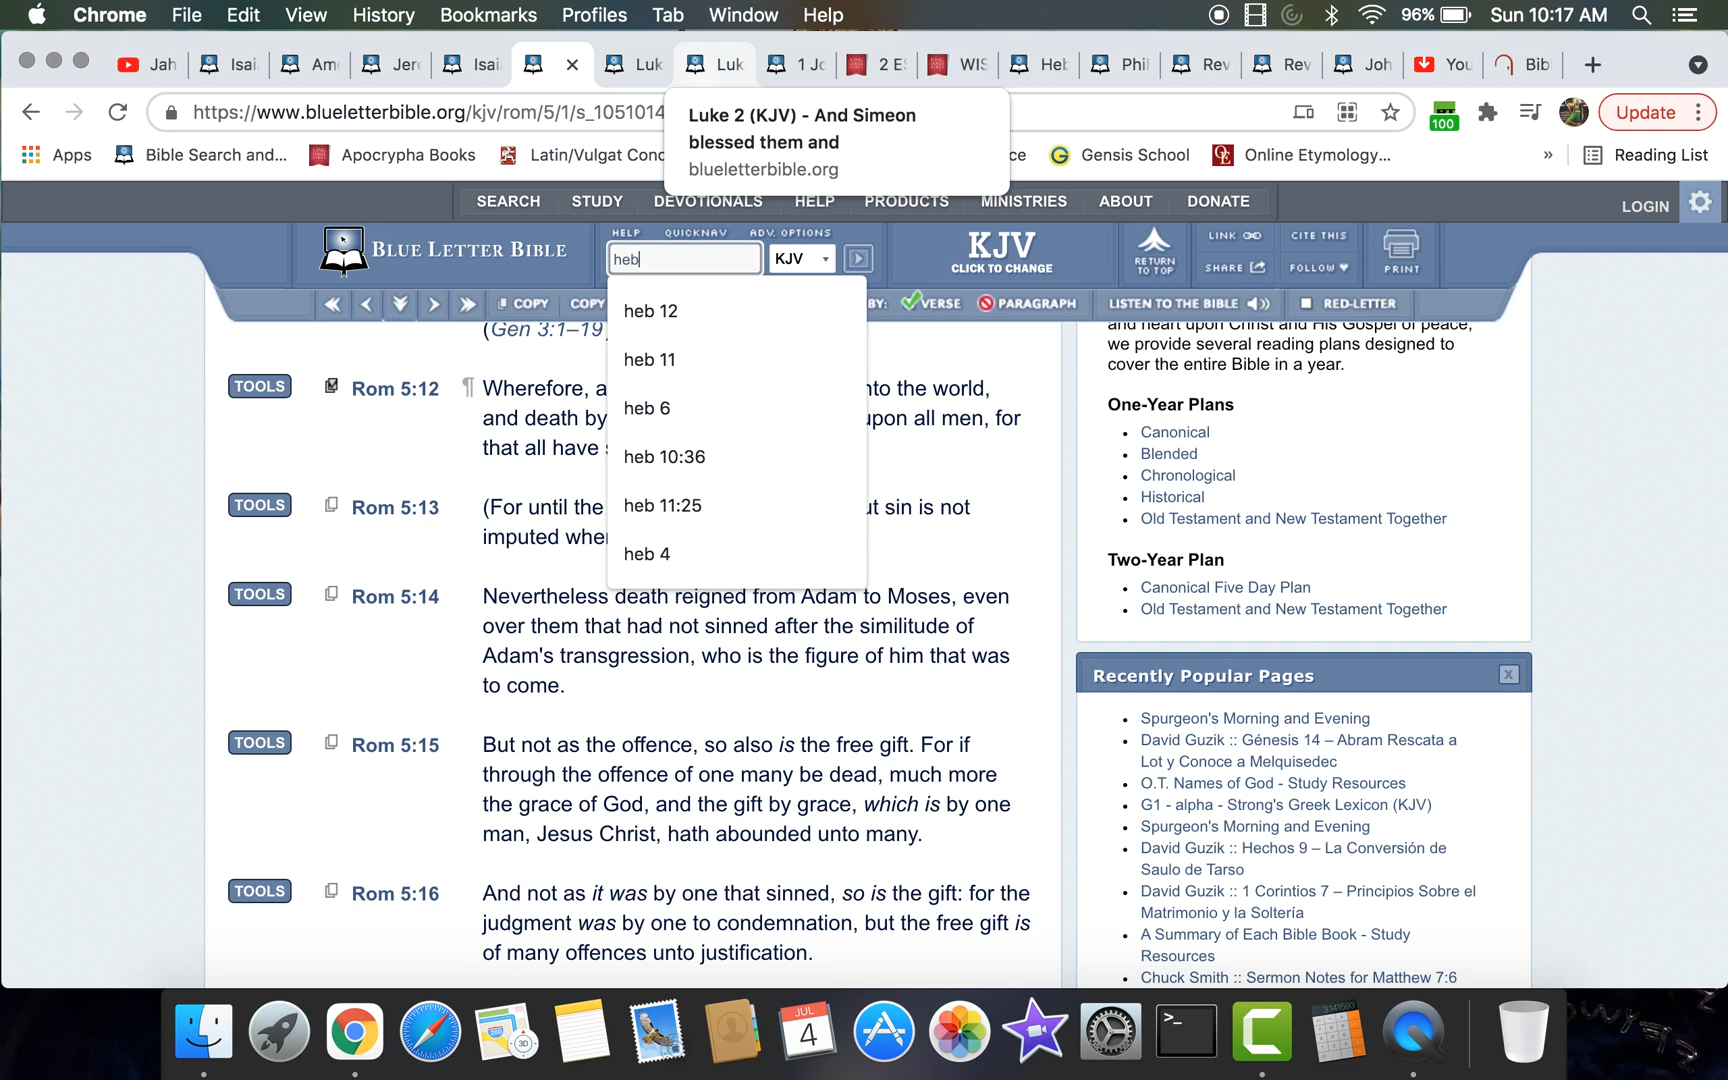 Chrome File Edit View History Bookmarks Profiles Tab Window Help 96% Sun 10:17 AM
Jah Isai Am Jer Isai Luk Luk 1 Jo 2 E WIS Heb Phil Rev Rev Joh You Bib
https://www.blueletterbible.org/kjv/rom/5/1/s_1051014 100 Update
Luke 2 (KJV) - And Simeon
blessed them and
blueletterbible.org
Apps Bible Search and... Apocrypha Books Latin/Vulgat Conc ce Gensis School Online Etymology... » Reading List
SEARCH STUDY DEVOTIONALS HELP PRODUCTS MINISTRIES ABOUT DONATE LOGIN
HELP QUICKNAV ADV. OPTIONS
BLUE LETTER BIBLE
heb KJV
KJV
CLICK TO CHANGE
RETURN
TO TOP
LINK CITE THIS
SHARE FOLLOW
PRINT
COPY COPY BY: VERSE PARAGRAPH LISTEN TO THE BIBLE RED-LETTER
heb 12
heb 11
heb 6
heb 10:36
heb 11:25
heb 4
(Gen 3:1–19)
TOOLS Rom 5:12 ¶ Wherefore, a nto the world,
and death by upon all men, for
that all have
TOOLS Rom 5:13 (For until the ut sin is not
imputed whe
TOOLS Rom 5:14 Nevertheless death reigned from Adam to Moses, even
over them that had not sinned after the similitude of
Adam's transgression, who is the figure of him that was
to come.
TOOLS Rom 5:15 But not as the offence, so also is the free gift. For if
through the offence of one many be dead, much more
the grace of God, and the gift by grace, which is by one
man, Jesus Christ, hath abounded unto many.
TOOLS Rom 5:16 And not as it was by one that sinned, so is the gift: for the
judgment was by one to condemnation, but the free gift is
of many offences unto justification.
and heart upon Christ and His Gospel of peace,
we provide several reading plans designed to
cover the entire Bible in a year.
One-Year Plans
Canonical
Blended
Chronological
Historical
Old Testament and New Testament Together
Two-Year Plan
Canonical Five Day Plan
Old Testament and New Testament Together
Recently Popular Pages x
Spurgeon's Morning and Evening
David Guzik :: Génesis 14 – Abram Rescata a
Lot y Conoce a Melquisedec
O.T. Names of God - Study Resources
G1 - alpha - Strong's Greek Lexicon (KJV)
Spurgeon's Morning and Evening
David Guzik :: Hechos 9 – La Conversión de
Saulo de Tarso
David Guzik :: 1 Corintios 7 – Principios Sobre el
Matrimonio y la Soltería
A Summary of Each Bible Book - Study
Resources
Chuck Smith :: Sermon Notes for Matthew 7:6
JUL
4
3D